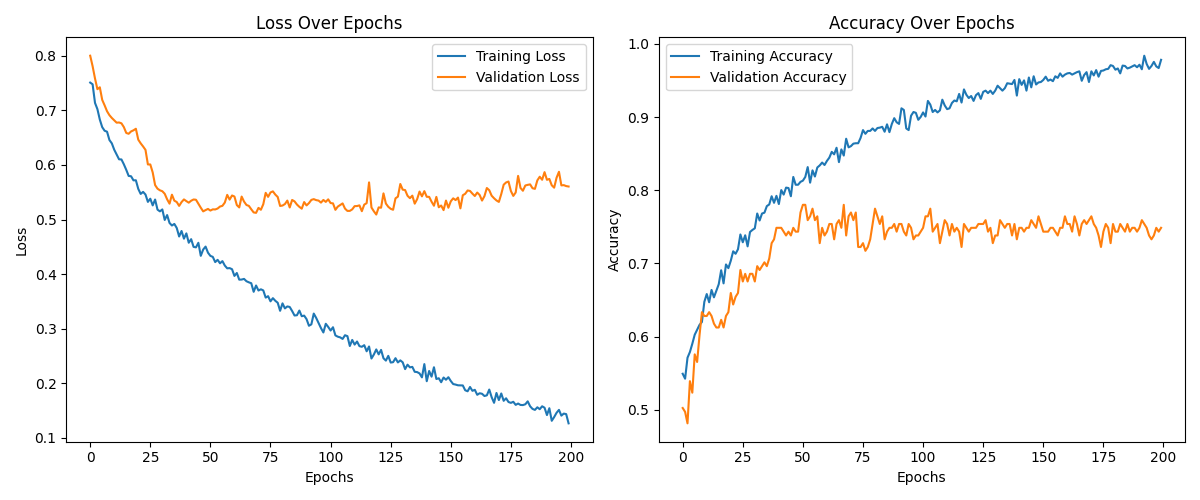 Loss Over Epochs
Training Loss
Validation Loss
0.8
0.7
0.6
0.5
0.4
0.3
0.2
0.1
Loss
0 25 50 75 100 125 150 175 200
Epochs
Accuracy Over Epochs
Training Accuracy
Validation Accuracy
1.0
0.9
0.8
0.7
0.6
0.5
Accuracy
0 25 50 75 100 125 150 175 200
Epochs